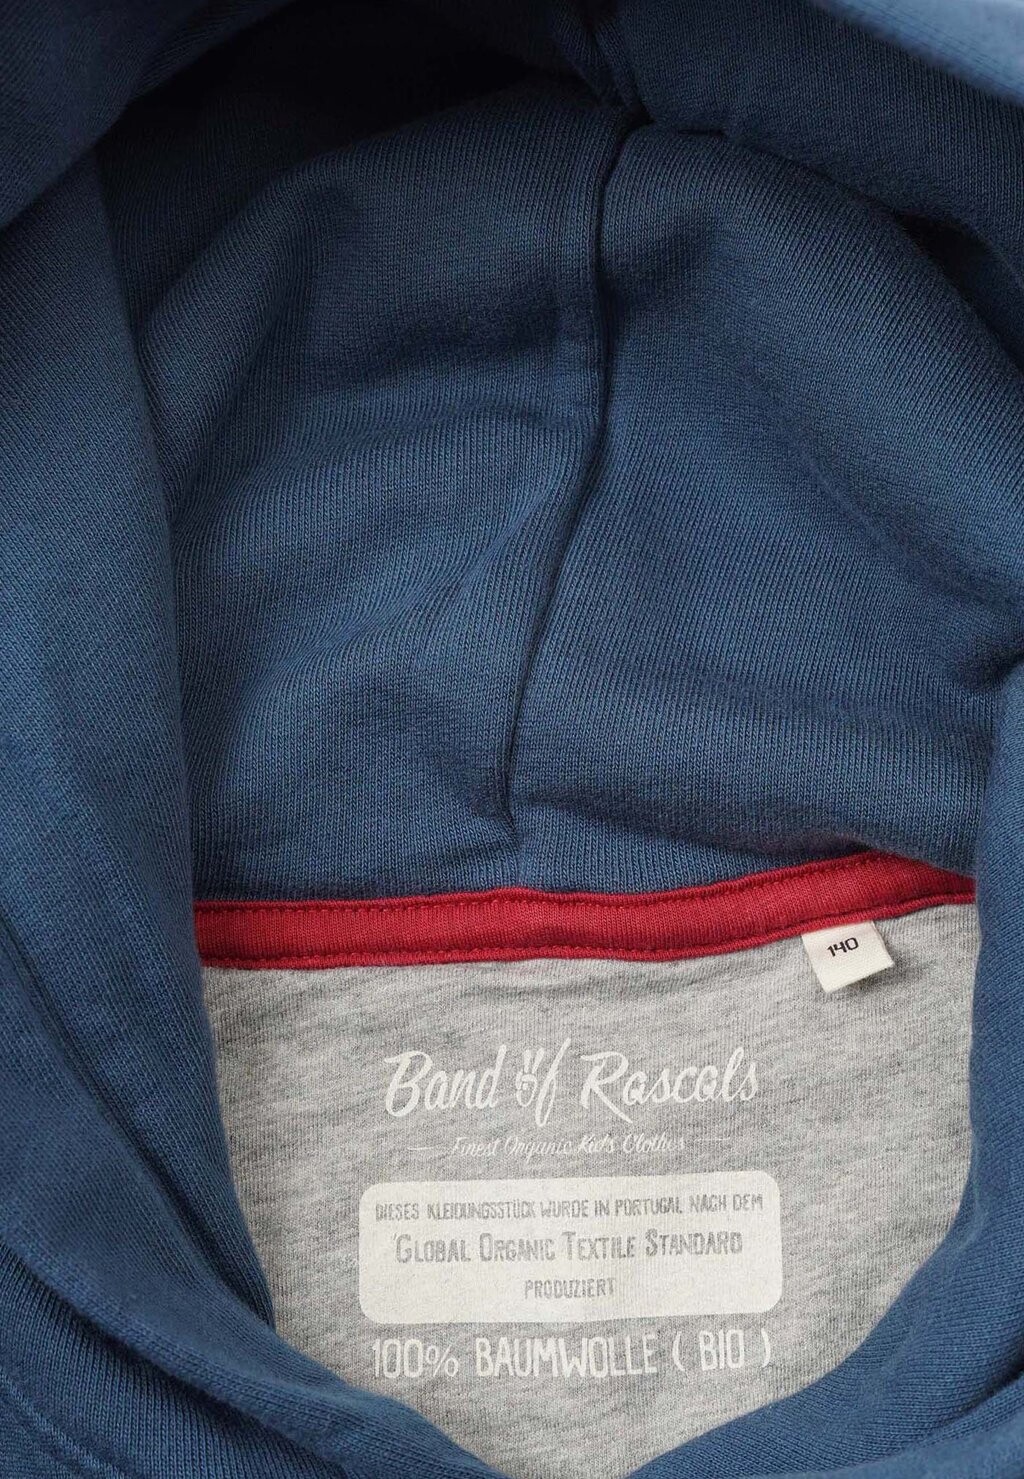 140
Band of Rascals
Finest Organic Kids Clothes
DIESES KLEIDUNGSSTÜCK WURDE IN PORTUGAL NACH DEM
'GLOBAL ORGANIC TEXTILE STANDARD
PRODUZIERT
100% BAUMWOLLE ( BIO )